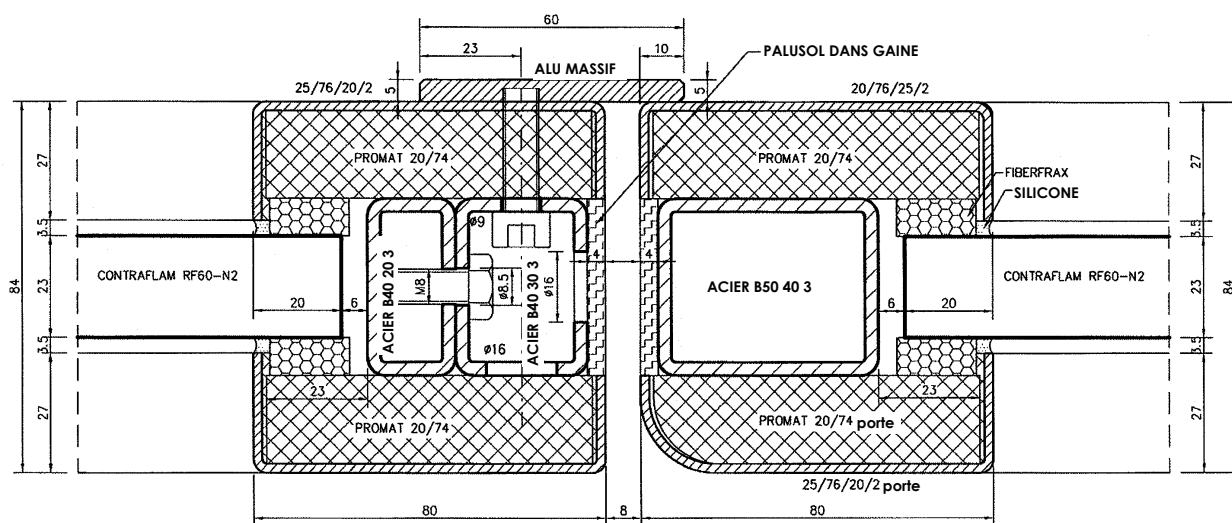 60
23
10
PALUSOL DANS GAINE
ALU MASSIF
25/76/20/2
5
5
20/76/25/2
27
PROMAT 20/74
PROMAT 20/74
27
FIBERFRAX
SILICONE
3.5
3.5
Ø9
CONTRAFLAM RF60-N2
84
23
20
6
ACIER B40 20 3
M8
Ø8.5
ACIER B40 30 3
Ø16
4
4
ACIER B50 40 3
6
20
CONTRAFLAM RF60-N2
23
84
3.5
3.5
Ø16
23
23
27
PROMAT 20/74
PROMAT 20/74 porte
27
25/76/20/2 porte
80
8
80